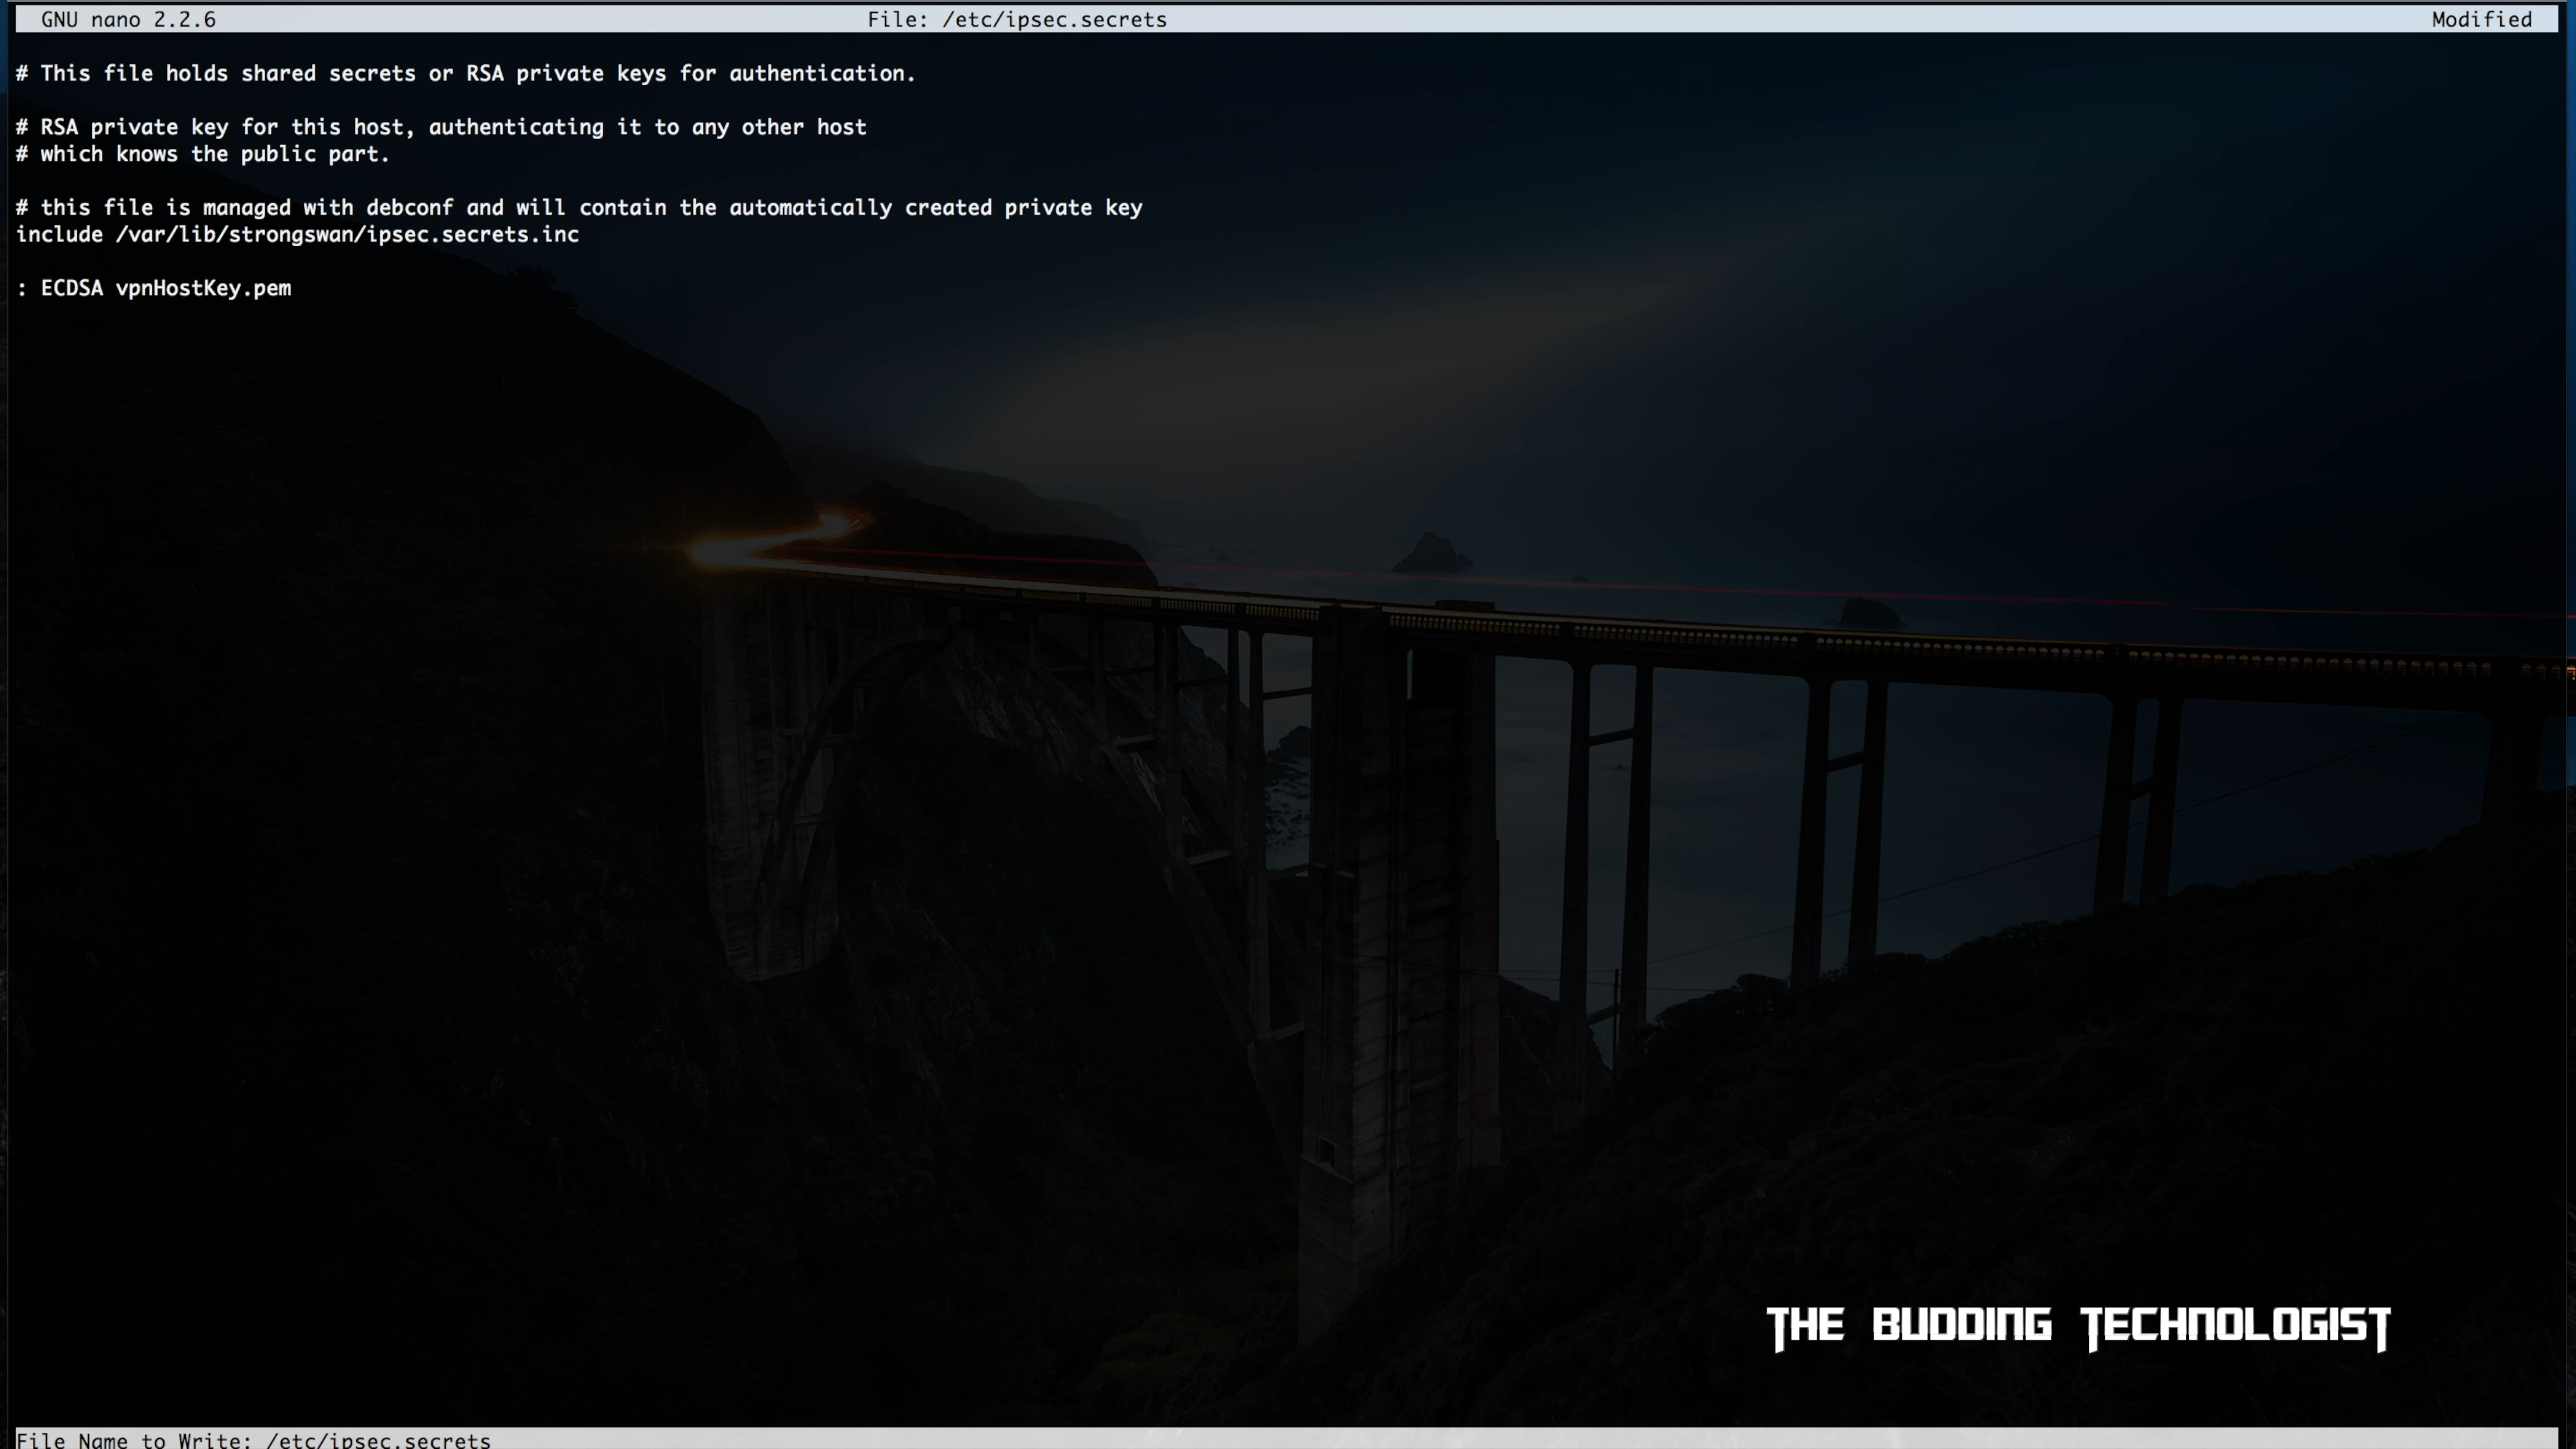 GNU nano 2.2.6 File: /etc/ipsec.secrets Modified
# This file holds shared secrets or RSA private keys for authentication.
# RSA private key for this host, authenticating it to any other host
# which knows the public part.
# this file is managed with debconf and will contain the automatically created private key
include /var/lib/strongswan/ipsec.secrets.inc
: ECDSA vpnHostKey.pem
THE BUDDING TECHNOLOGIST
File Name to Write: /etc/ipsec.secrets